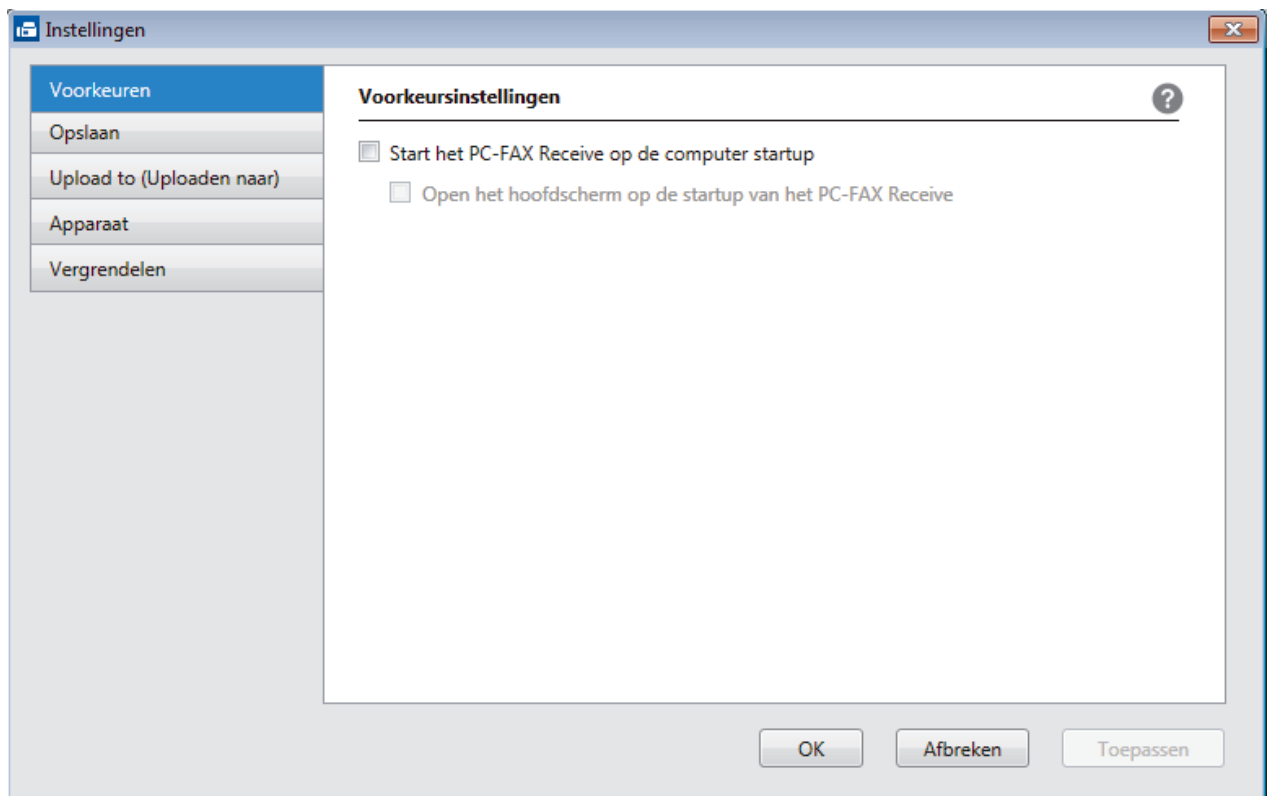 Instellingen
Voorkeuren
Opslaan
Upload to (Uploaden naar)
Apparaat
Vergrendelen
Voorkeursinstellingen
?
Start het PC-FAX Receive op de computer startup
Open het hoofdscherm op de startup van het PC-FAX Receive
OK
Afbreken
Toepassen